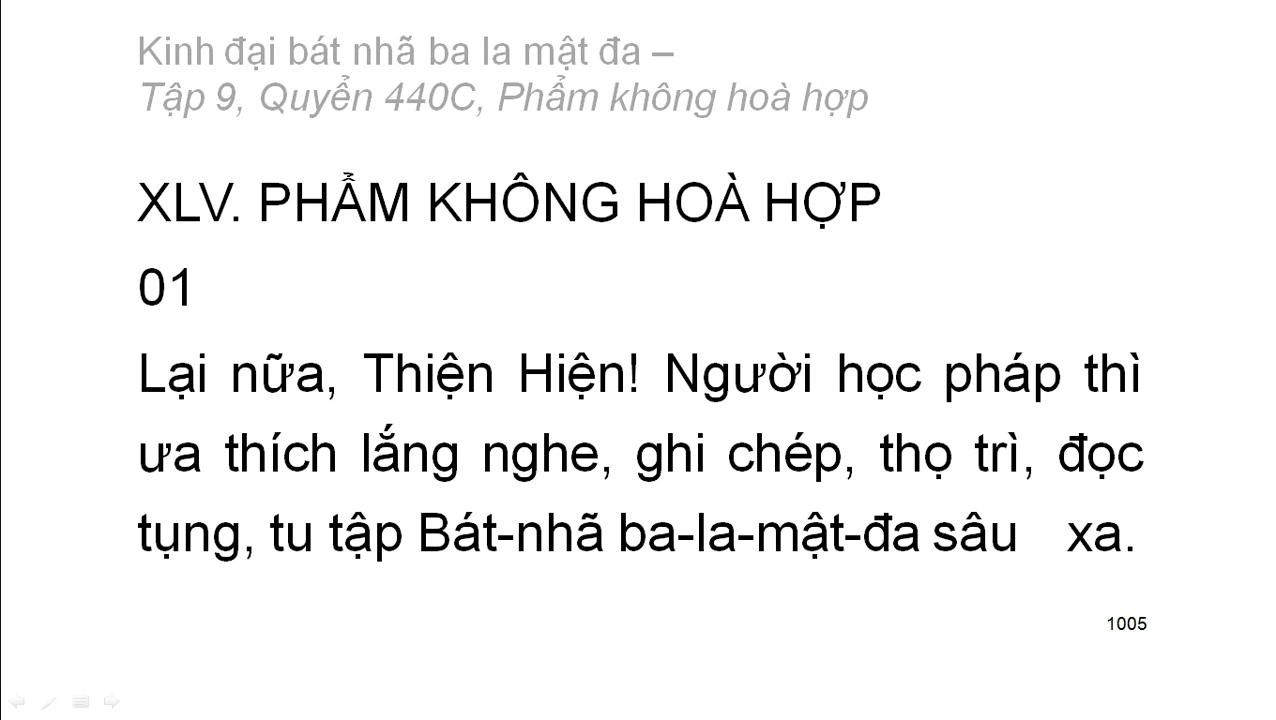 Kinh đại bát nhã ba la mật đa –
Tập 9, Quyển 440C, Phẩm không hoà hợp
XLV. PHẨM KHÔNG HOÀ HỢP
01
Lại nữa, Thiện Hiện! Người học pháp thì
ưa thích lắng nghe, ghi chép, thọ trì, đọc
tụng, tu tập Bát-nhã ba-la-mật-đa sâu xa.
1005